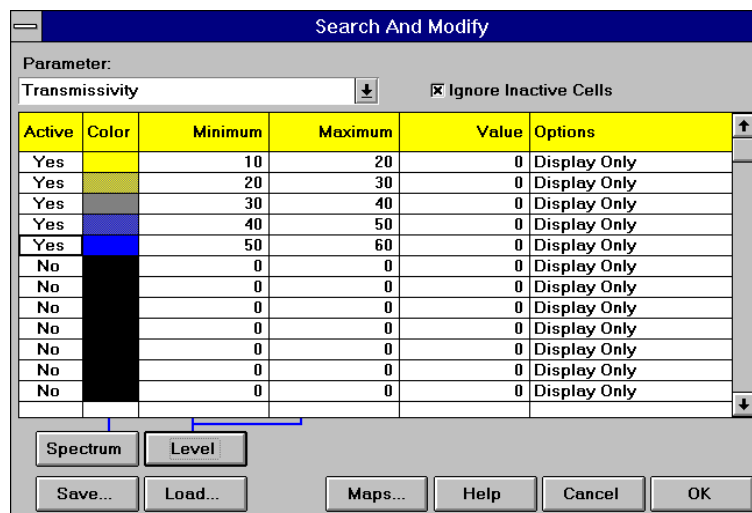 Search And Modify
Parameter:
Transmissivity
Ignore Inactive Cells
Active Color Minimum Maximum Value Options
Yes 10 20 0 Display Only
Yes 20 30 0 Display Only
Yes 30 40 0 Display Only
Yes 40 50 0 Display Only
Yes 50 60 0 Display Only
No 0 0 0 Display Only
No 0 0 0 Display Only
No 0 0 0 Display Only
No 0 0 0 Display Only
No 0 0 0 Display Only
No 0 0 0 Display Only
No 0 0 0 Display Only
Spectrum Level
Save... Load... Maps... Help Cancel OK